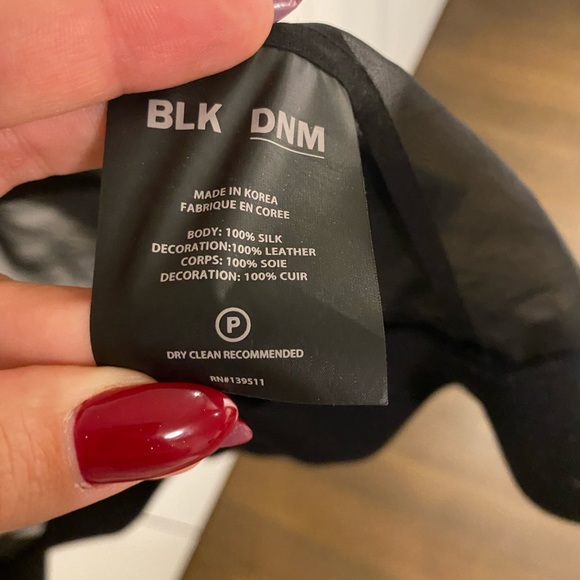 BLK DNM
MADE IN KOREA
FABRIQUE EN COREE
BODY: 100% SILK
DECORATION:100% LEATHER
CORPS: 100% SOIE
DECORATION: 100% CUIR
P
DRY CLEAN RECOMMENDED
RN#139511